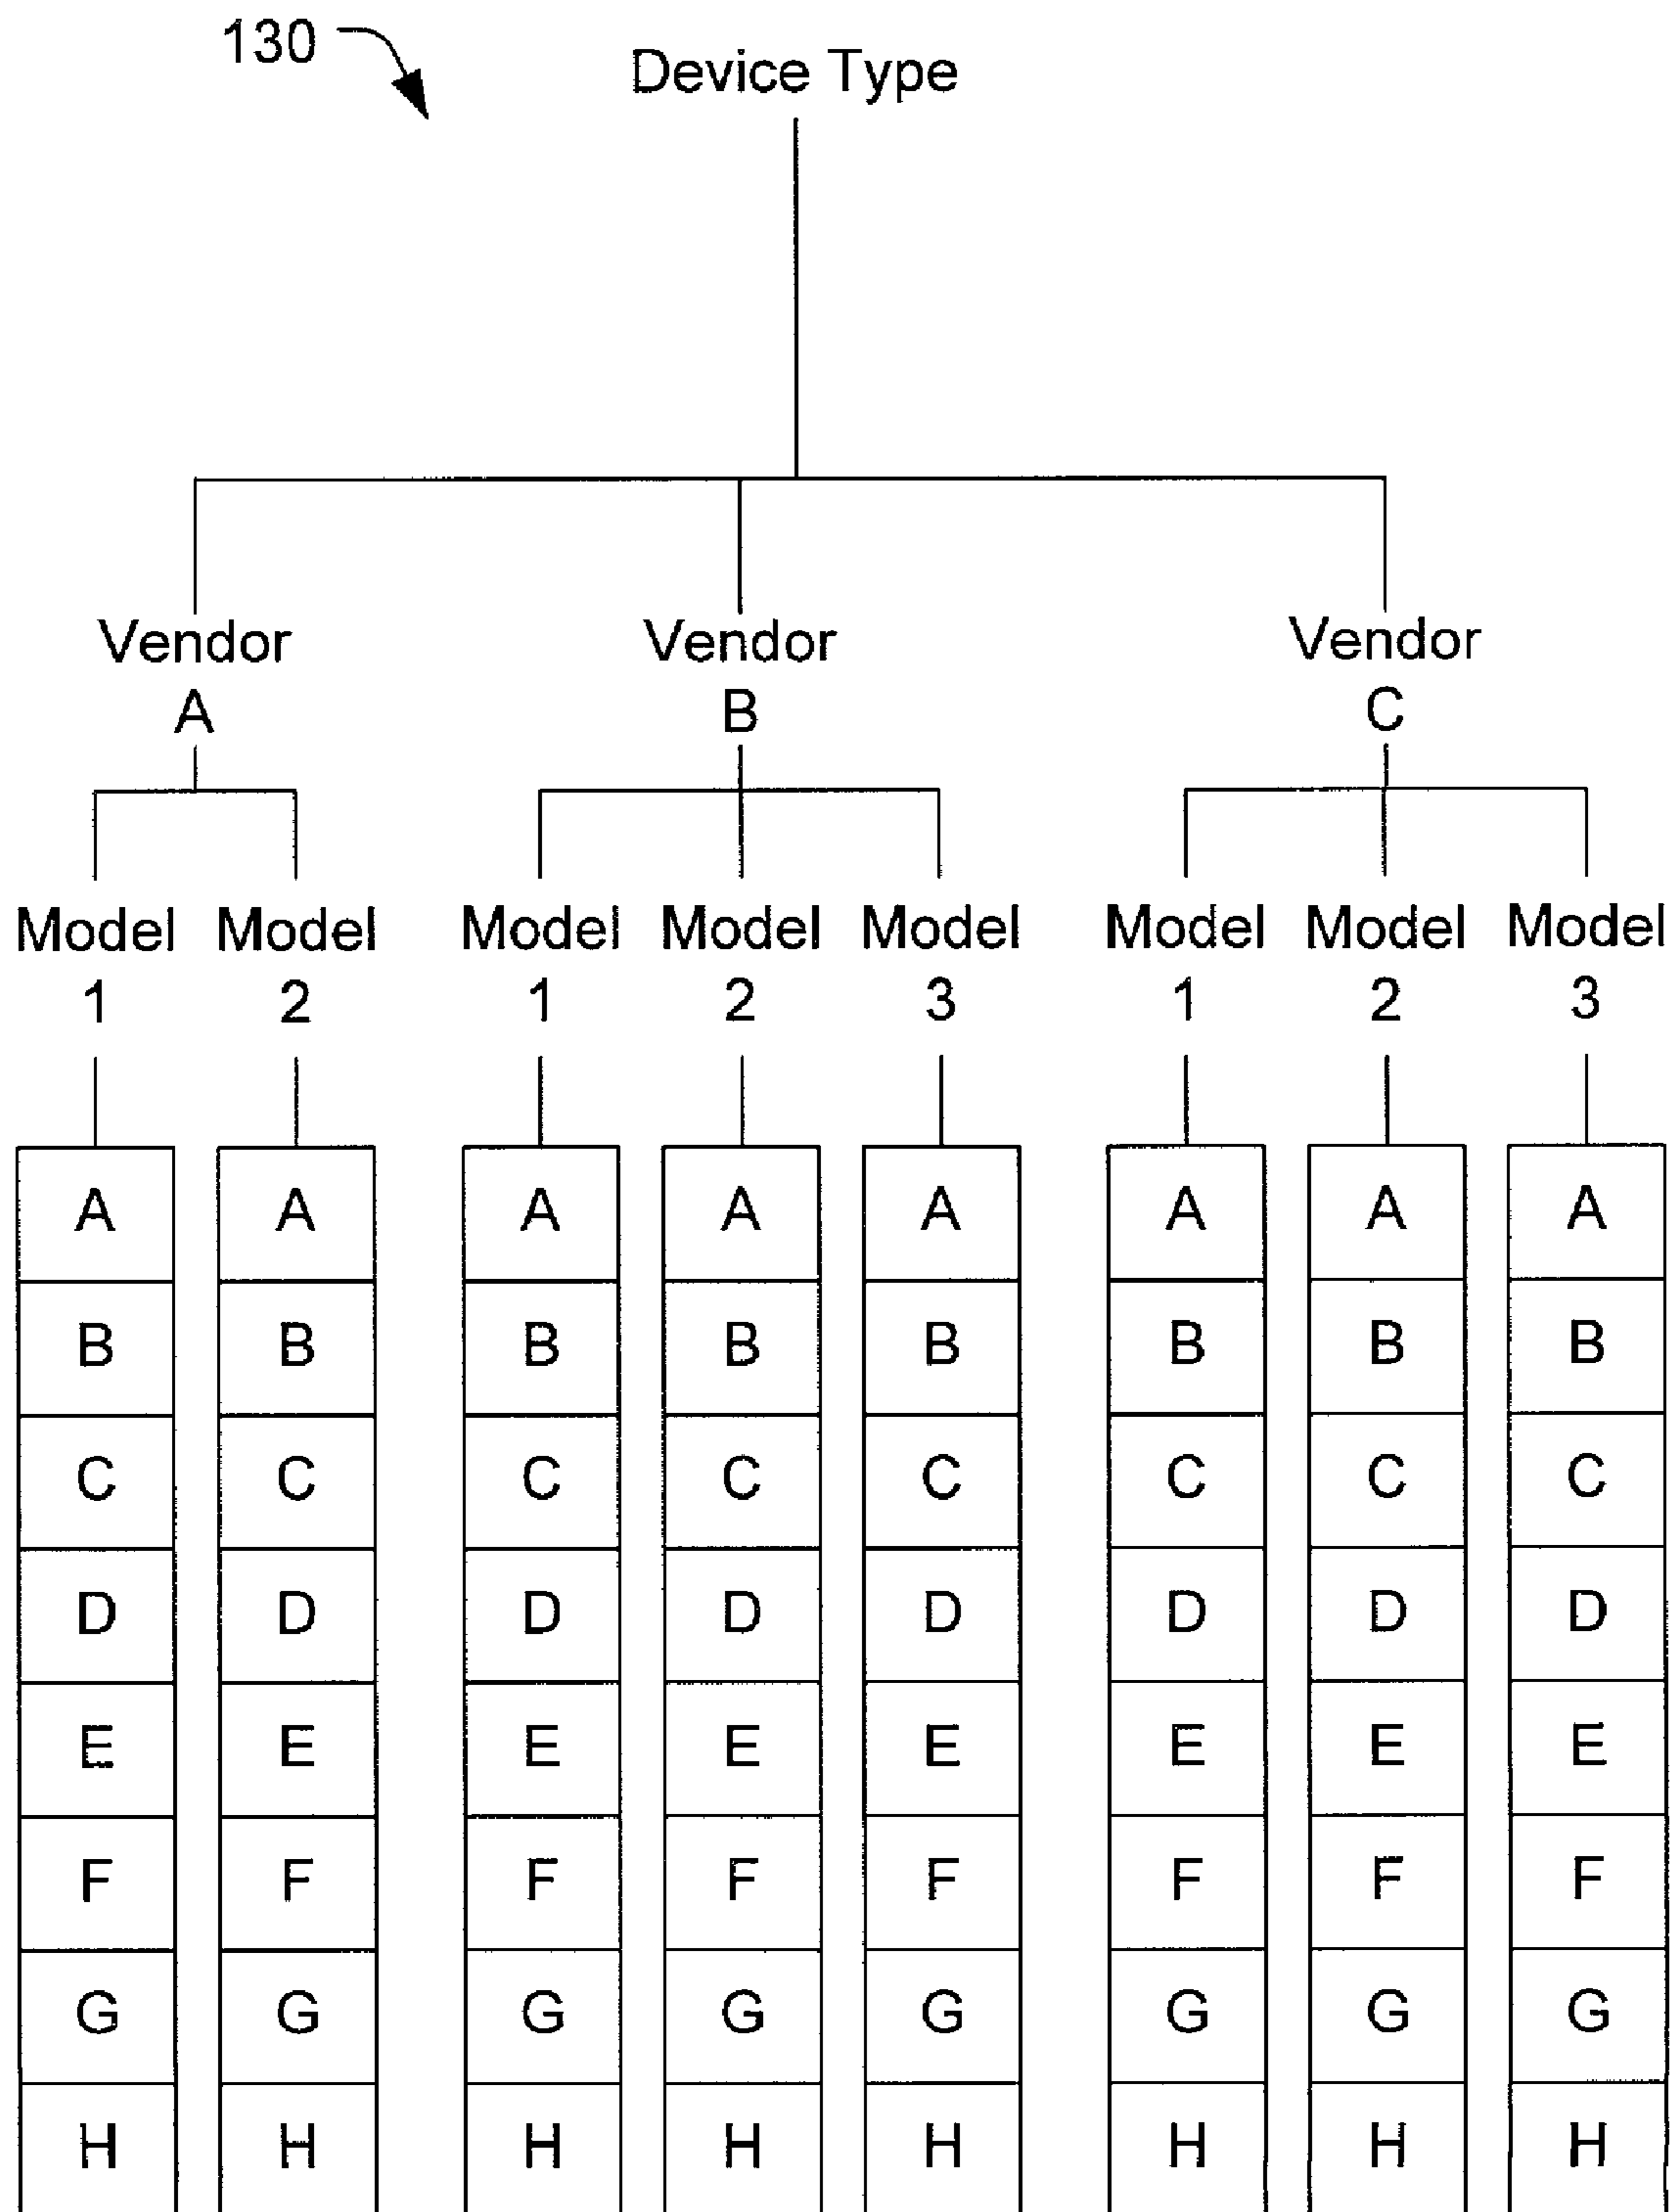 130
Device Type
Vendor Vendor Vendor
A B C
Model Model Model Model Model Model Model Model
1 2 1 2 3 1 2 3
A A A A A A A A
B B B B B B B B
C C C C C C C C
D D D D D D D D
E E E E E E E E
F F F F F F F F
G G G G G G G G
H H H H H H H H